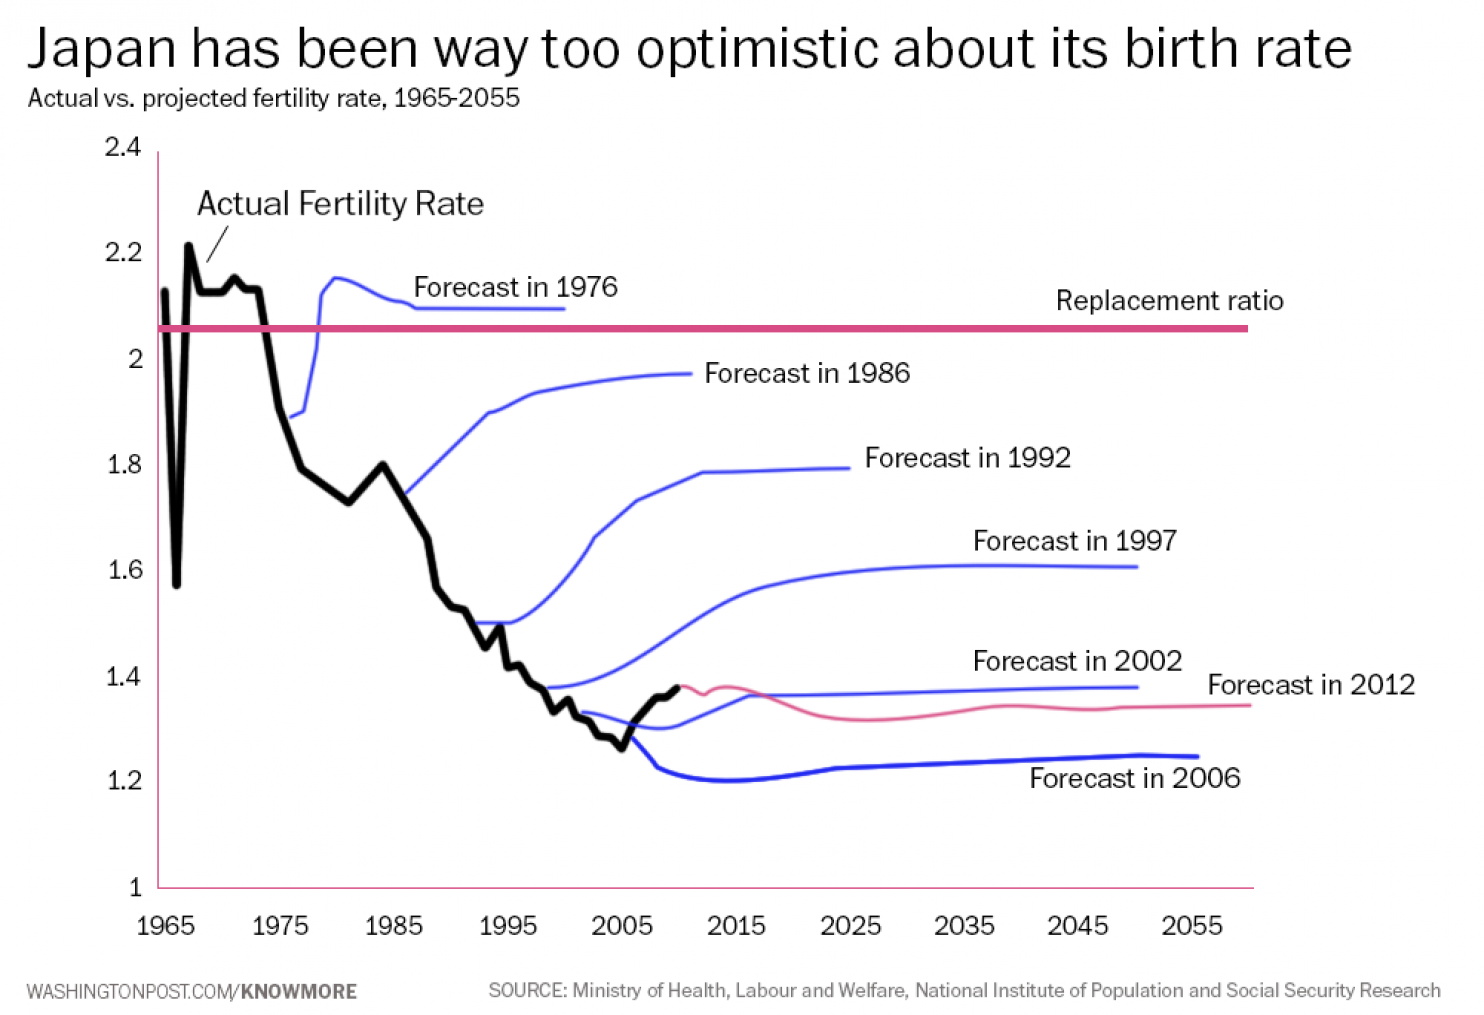 Japan has been way too optimistic about its birth rate
Actual vs. projected fertility rate, 1965-2055
2.4
Actual Fertility Rate
2.2
Forecast in 1976
Replacement ratio
2
Forecast in 1986
1.8
Forecast in 1992
Forecast in 1997
1.6
Forecast in 2002
1.4
Forecast in 2012
1.2
Forecast in 2006
1
1965 1975 1985 1995 2005 2015 2025 2035 2045 2055
WASHINGTONPOST.COM/KNOWMORE
SOURCE: Ministry of Health, Labour and Welfare, National Institute of Population and Social Security Research